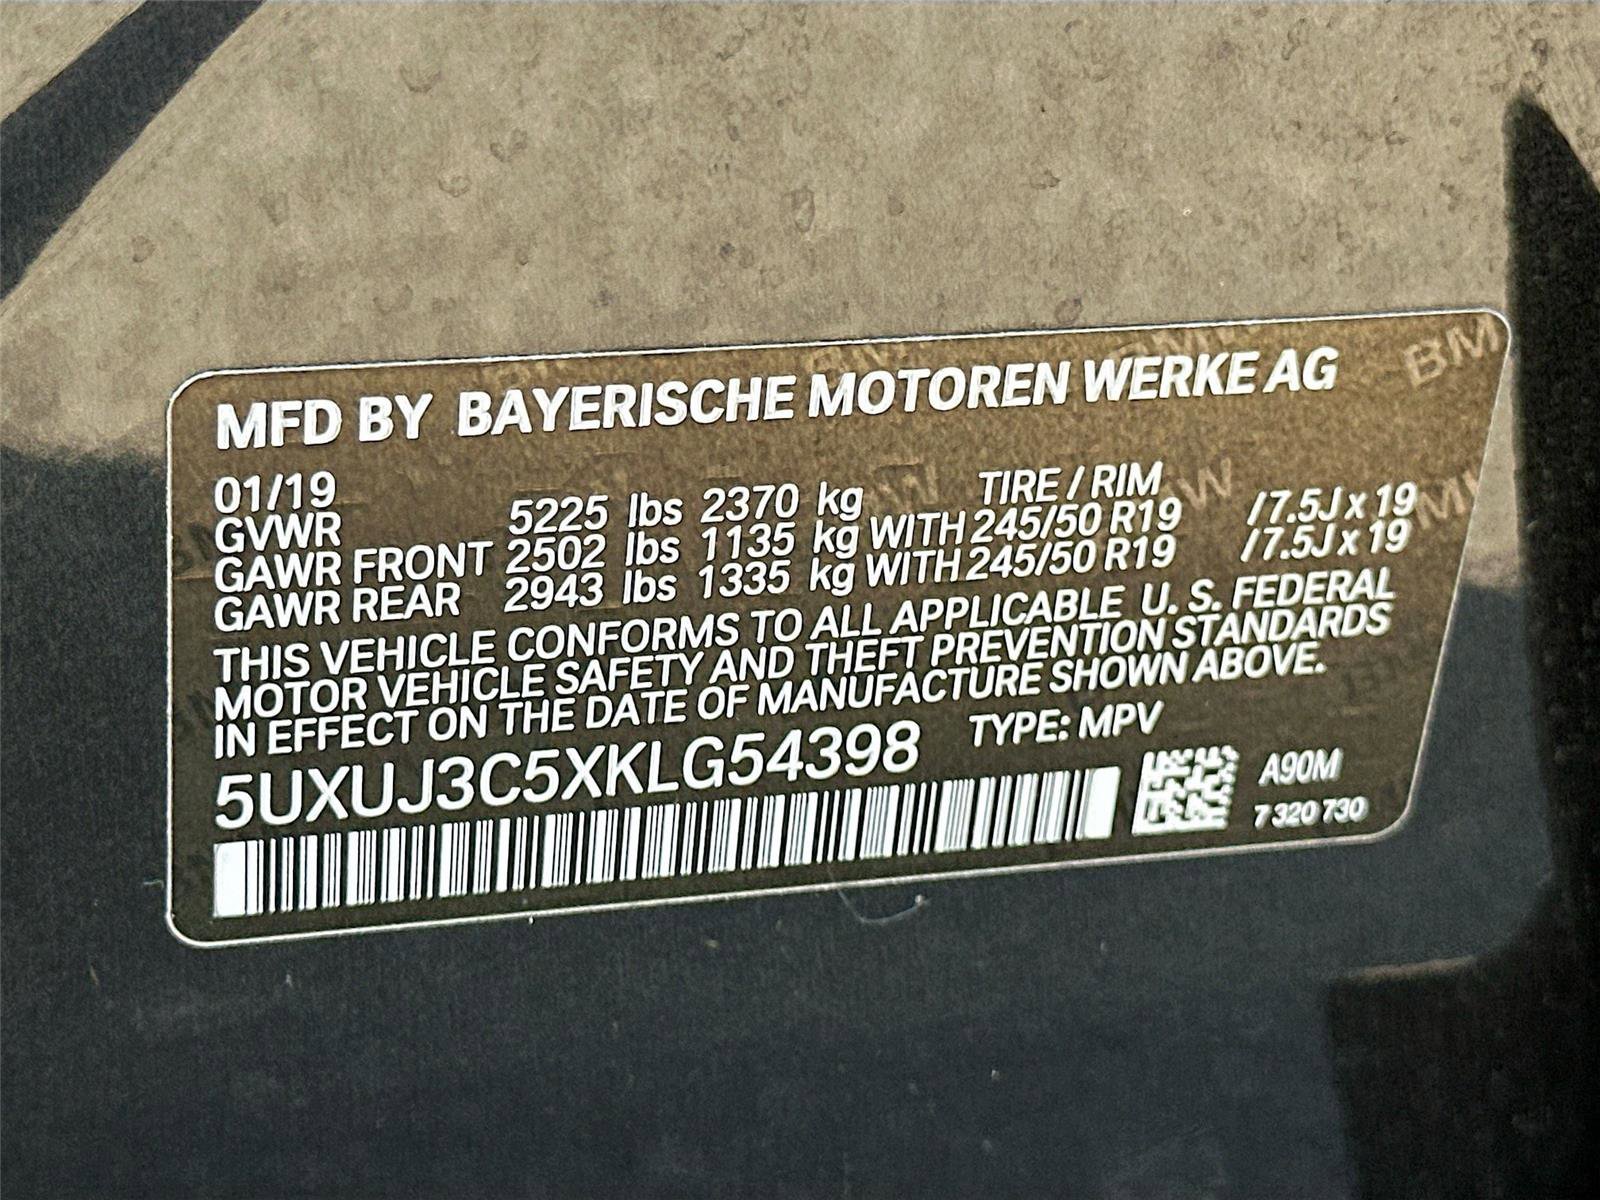 MFD BY BAYERISCHE MOTOREN WERKE AG
01/19 TIRE / RIM
GVWR 5225 lbs 2370 kg
GAWR FRONT 2502 lbs 1135 kg WITH 245/50 R19 /7.5J x 19
GAWR REAR 2943 lbs 1335 kg WITH 245/50 R19 /7.5J x 19
THIS VEHICLE CONFORMS TO ALL APPLICABLE U. S. FEDERAL
MOTOR VEHICLE SAFETY AND THEFT PREVENTION STANDARDS
IN EFFECT ON THE DATE OF MANUFACTURE SHOWN ABOVE.
5UXUJ3C5XKLG54398 TYPE: MPV
A90M
7 320 730